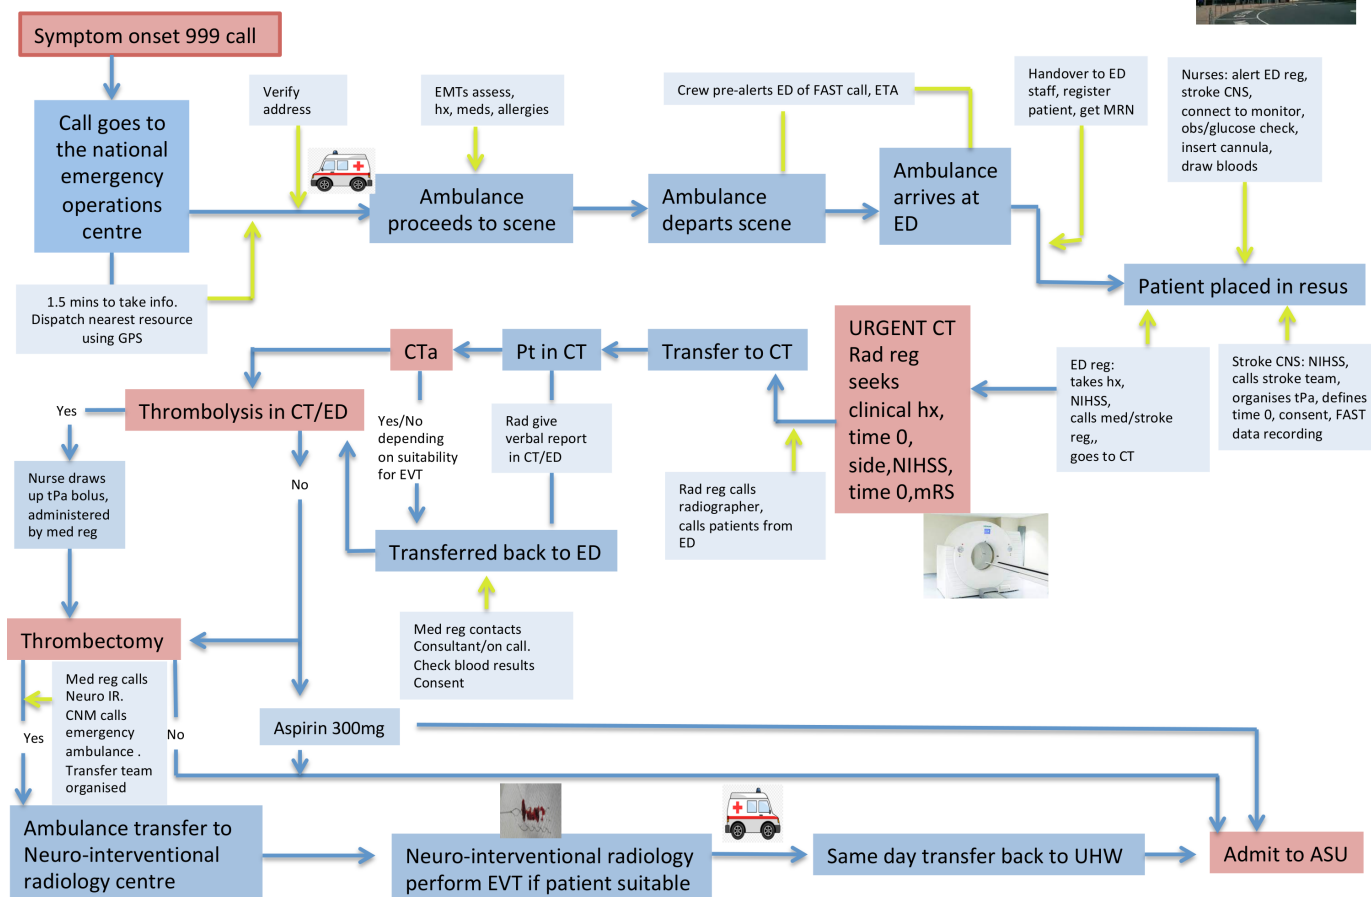 Symptom onset 999 call
Call goes to
the national
emergency
operations
centre
1.5 mins to take info.
Dispatch nearest resource
using GPS
Verify
address
EMTs assess,
hx, meds, allergies
Ambulance
proceeds to scene
Crew pre-alerts ED of FAST call, ETA
Ambulance
departs scene
Ambulance
arrives at
ED
Handover to ED
staff, register
patient, get MRN
Nurses: alert ED reg,
stroke CNS,
connect to monitor,
obs/glucose check,
insert cannula,
draw bloods
Patient placed in resus
Stroke CNS: NIHSS,
calls stroke team,
organises tPa, defines
time 0, consent, FAST
data recording
ED reg:
takes hx,
NIHSS,
calls med/stroke
reg,,
goes to CT
URGENT CT
Rad reg
seeks
clinical hx,
time 0,
side,NIHSS,
time 0,mRS
Rad reg calls
radiographer,
calls patients from
ED
Transfer to CT
Pt in CT
Rad give
verbal report
in CT/ED
CTa
Yes/No
depending
on suitability
for EVT
Transferred back to ED
Med reg contacts
Consultant/on call.
Check blood results
Consent
Thrombolysis in CT/ED
Yes
No
Nurse draws
up tPa bolus,
administered
by med reg
Thrombectomy
Med reg calls
Neuro IR.
CNM calls
emergency
ambulance .
Transfer team
organised
Yes
No
Aspirin 300mg
Ambulance transfer to
Neuro-interventional
radiology centre
Neuro-interventional radiology
perform EVT if patient suitable
Same day transfer back to UHW
Admit to ASU